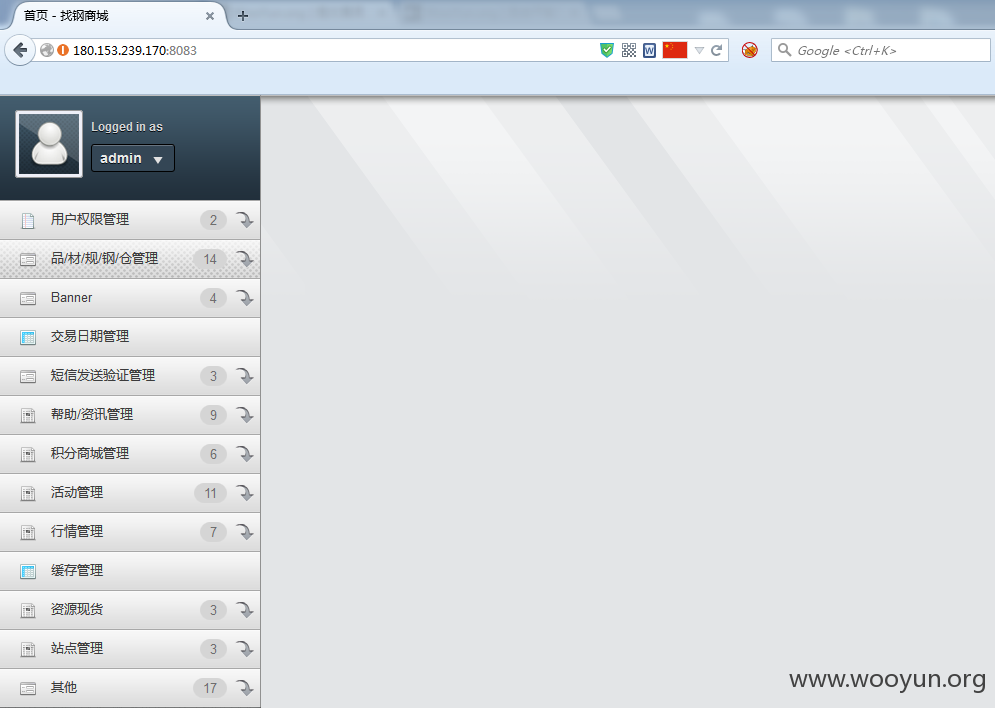 首页 - 找钢商城
180.153.239.170:8083
Google <Ctrl+K>
Logged in as
admin
用户权限管理 2
品/材/规/钢/仓管理 14
Banner 4
交易日期管理
短信发送验证管理 3
帮助/资讯管理 9
积分商城管理 6
活动管理 11
行情管理 7
缓存管理
资源现货 3
站点管理 3
其他 17
www.wooyun.org